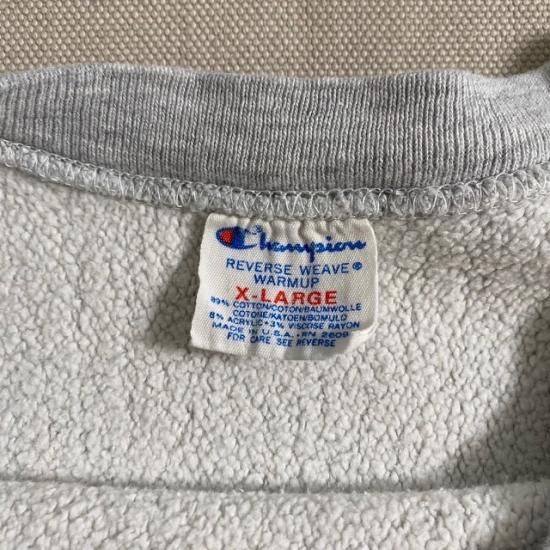 Champion
REVERSE WEAVE®
WARMUP
X-LARGE
89% COTTON/COTON/BAUMWOLLE
COTONE/KATOEN/BOMULD
8% ACRYLIC•3% VISCOSE RAYON
MADE IN U.S.A. RN 26094
FOR CARE SEE REVERSE